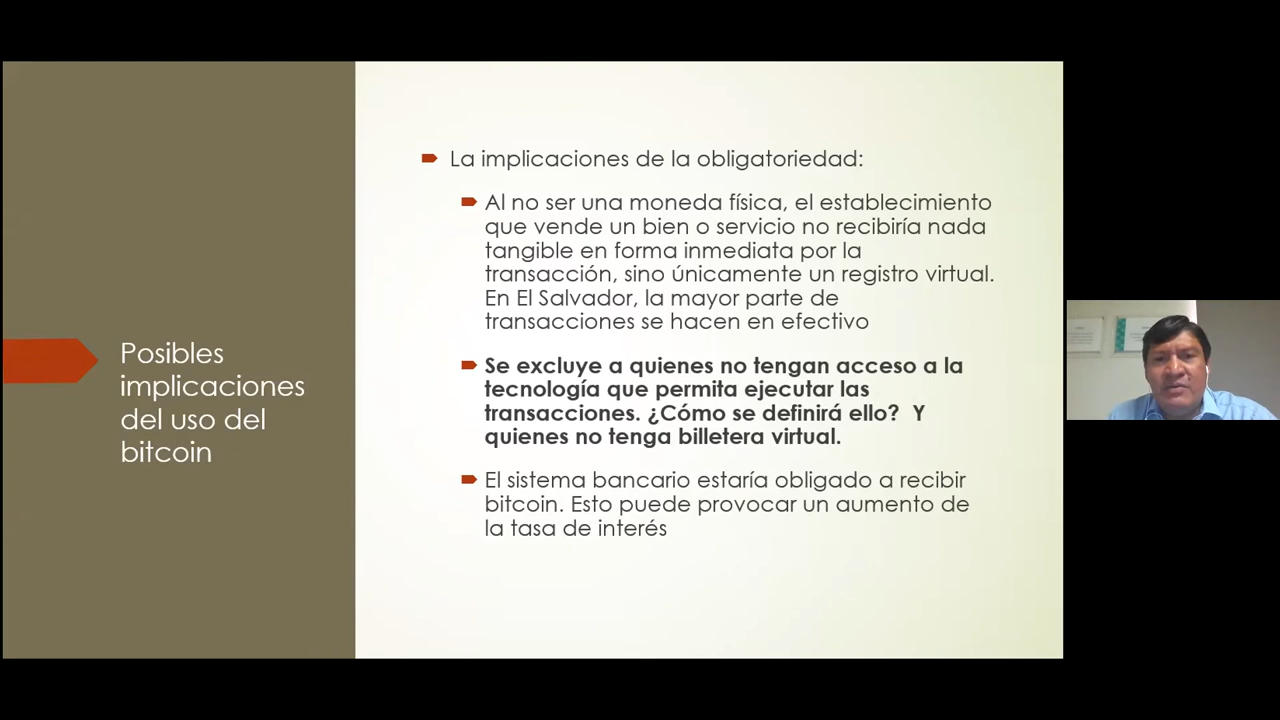 Posibles
implicaciones
del uso del
bitcoin
La implicaciones de la obligatoriedad:
Al no ser una moneda física, el establecimiento
que vende un bien o servicio no recibiría nada
tangible en forma inmediata por la
transacción, sino únicamente un registro virtual.
En El Salvador, la mayor parte de
transacciones se hacen en efectivo
Se excluye a quienes no tengan acceso a la
tecnología que permita ejecutar las
transacciones. ¿Cómo se definirá ello?  Y
quienes no tenga billetera virtual.
El sistema bancario estaría obligado a recibir
bitcoin. Esto puede provocar un aumento de
la tasa de interés